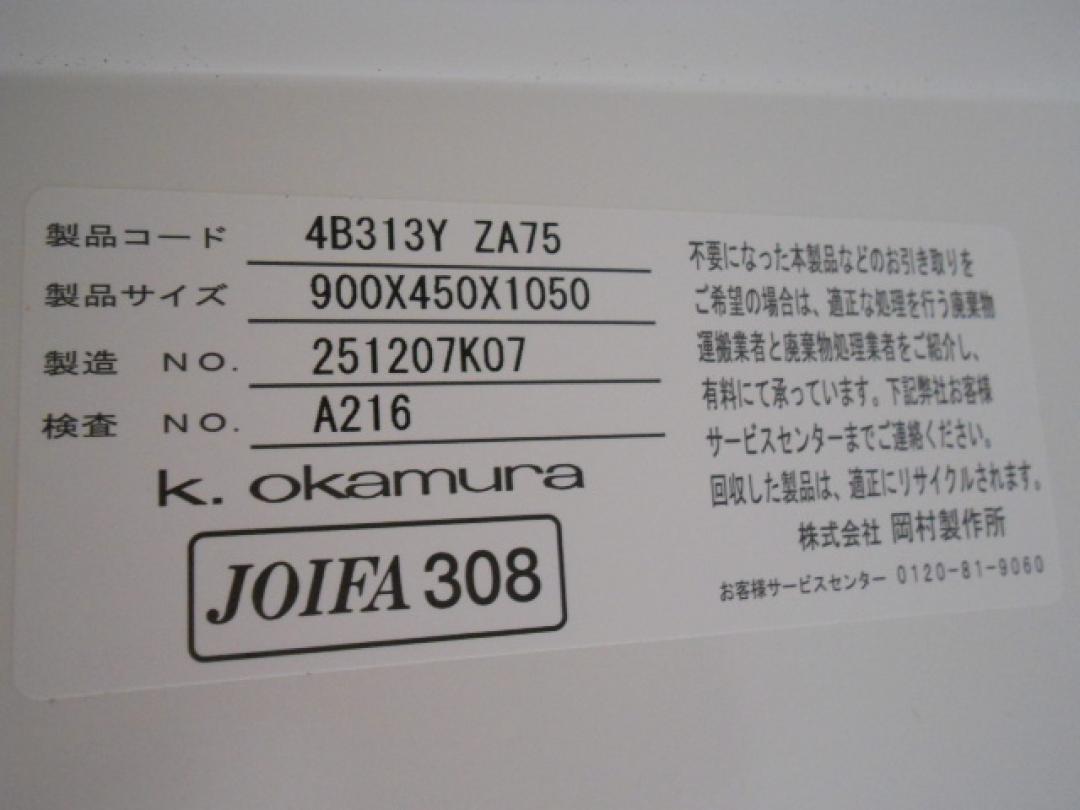 製品コード 4B313Y ZA75
製品サイズ 900X450X1050
製造 NO. 251207K07
検査 NO. A216
k. okamura
JOIFA 308
不要になった本製品などのお引き取りを
ご希望の場合は、適正な処理を行う廃棄物
運搬業者と廃棄物処理業者をご紹介し、
有料にて承っています。下記弊社お客様
サービスセンターまでご連絡ください。
回収した製品は、適正にリサイクルされます。
株式会社 岡村製作所
お客様サービスセンター 0120-81-9060